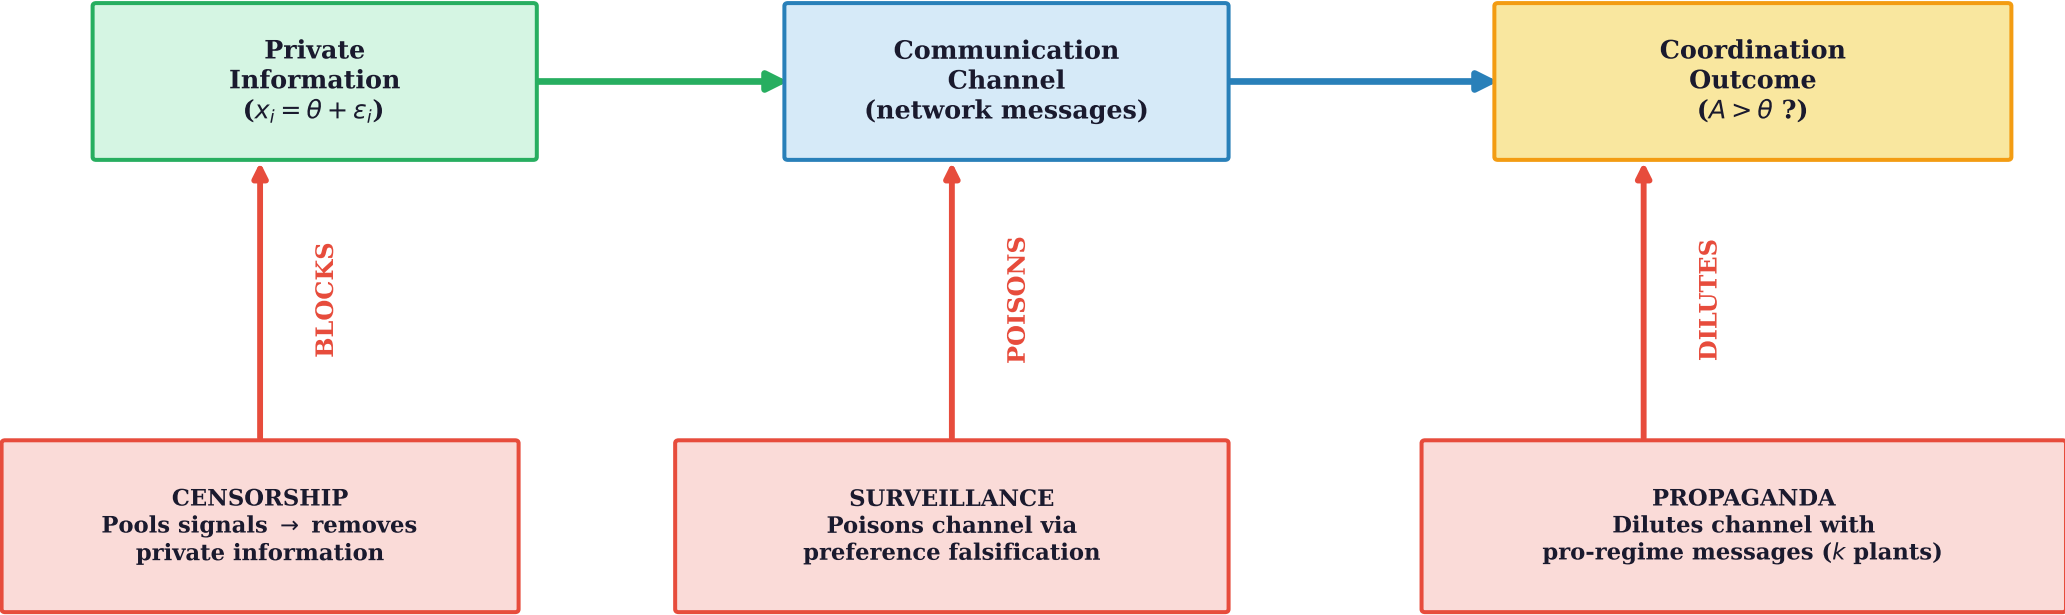 Private
Information
(xᵢ = θ + εᵢ)
Communication
Channel
(network messages)
Coordination
Outcome
(A > θ ?)
BLOCKS
POISONS
DILUTES
CENSORSHIP
Pools signals → removes
private information
SURVEILLANCE
Poisons channel via
preference falsification
PROPAGANDA
Dilutes channel with
pro-regime messages (k plants)